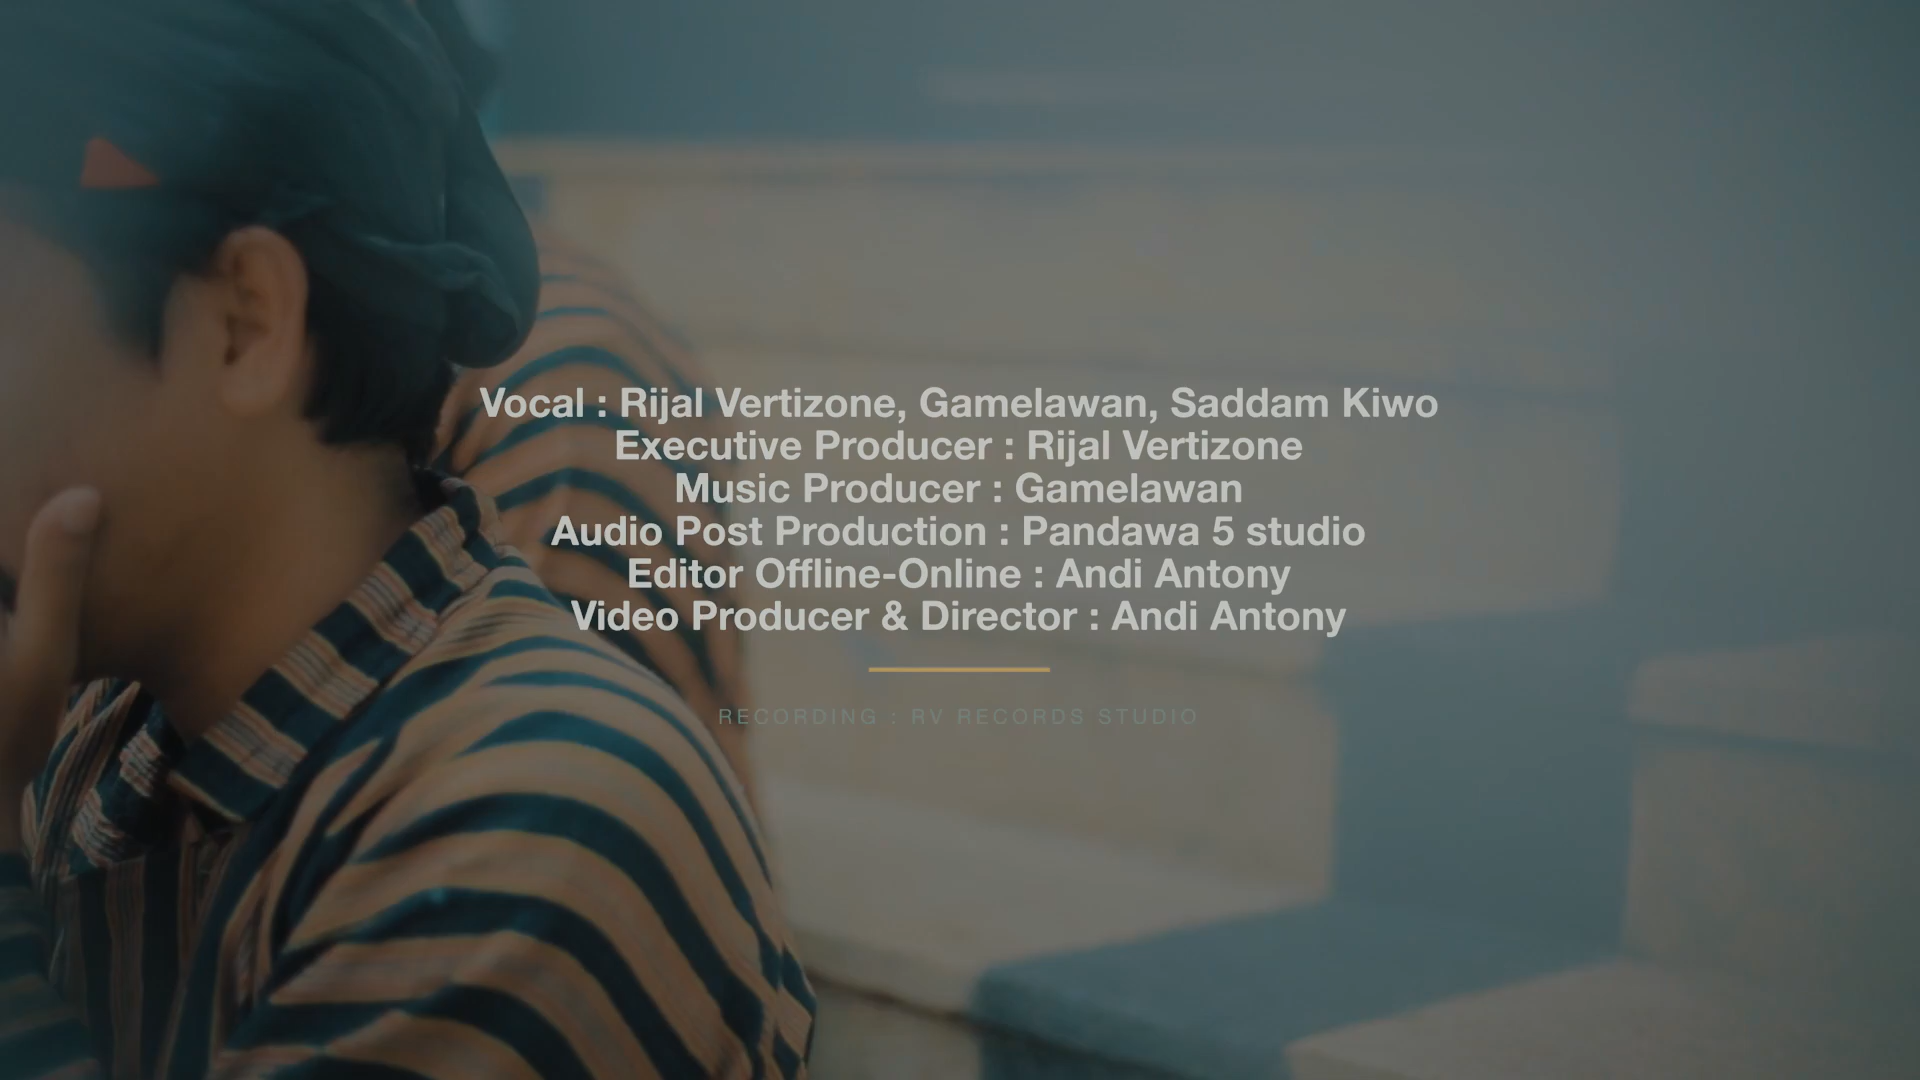 Vocal : Rijal Vertizone, Gamelawan, Saddam Kiwo
Executive Producer : Rijal Vertizone
Music Producer : Gamelawan
Audio Post Production : Pandawa 5 studio
Editor Offline-Online : Andi Antony
Video Producer & Director : Andi Antony
RECORDING : RV RECORDS STUDIO